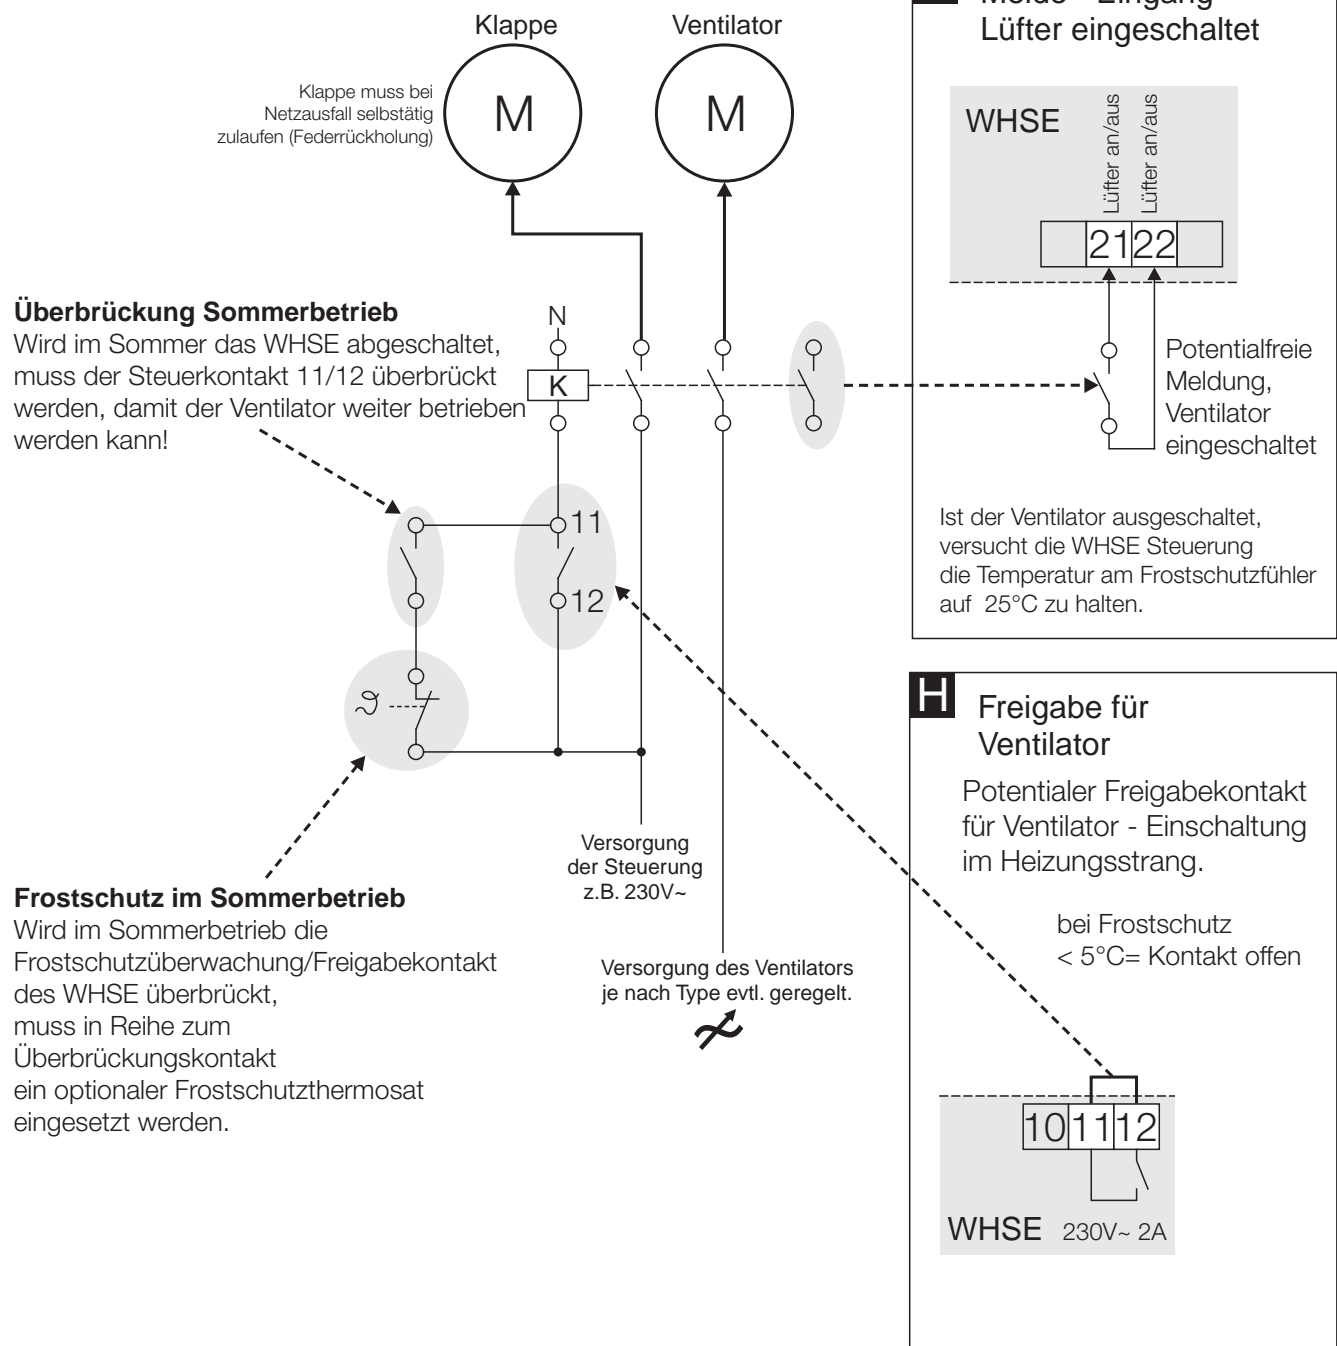 Klappe
Ventilator
Klappe muss bei
Netzausfall selbstätig
zulaufen (Federrückholung)
M
M
Überbrückung Sommerbetrieb
Wird im Sommer das WHSE abgeschaltet,
muss der Steuerkontakt 11/12 überbrückt
werden, damit der Ventilator weiter betrieben
werden kann!
N
K
11
12
ϑ
Versorgung
der Steuerung
z.B. 230V~
Versorgung des Ventilators
je nach Type evtl. geregelt.
Frostschutz im Sommerbetrieb
Wird im Sommerbetrieb die
Frostschutzüberwachung/Freigabekontakt
des WHSE überbrückt,
muss in Reihe zum
Überbrückungskontakt
ein optionaler Frostschutzthermosat
eingesetzt werden.
Melde - Eingang
Lüfter eingeschaltet
WHSE
Lüfter an/aus
Lüfter an/aus
21 22
Potentialfreie
Meldung,
Ventilator
eingeschaltet
Ist der Ventilator ausgeschaltet,
versucht die WHSE Steuerung
die Temperatur am Frostschutzfühler
auf 25°C zu halten.
H
Freigabe für
Ventilator
Potentialer Freigabekontakt
für Ventilator - Einschaltung
im Heizungsstrang.
bei Frostschutz
< 5°C= Kontakt offen
10 11 12
WHSE 230V~ 2A